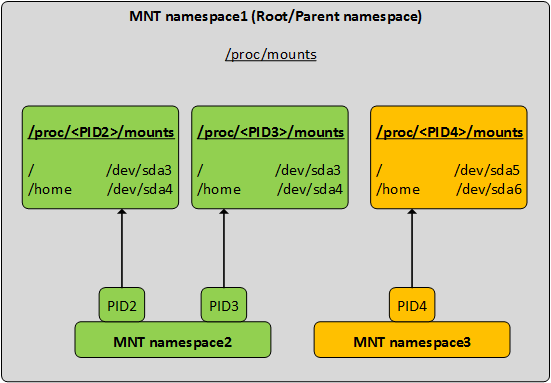 MNT namespace1 (Root/Parent namespace)
/proc/mounts
/proc/<PID2>/mounts
/ /dev/sda3
/home /dev/sda4
/proc/<PID3>/mounts
/ /dev/sda3
/home /dev/sda4
/proc/<PID4>/mounts
/ /dev/sda5
/home /dev/sda6
PID2
PID3
MNT namespace2
PID4
MNT namespace3